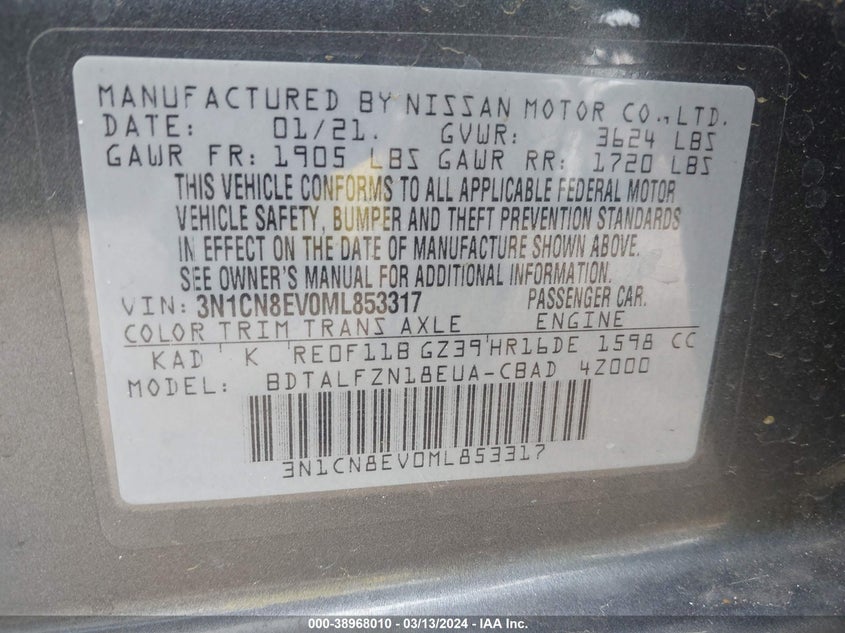 MANUFACTURED BY NISSAN MOTOR CO., LTD.
DATE: 01/21. GVWR: 3624 LBS
GAWR FR: 1905 LBS GAWR RR: 1720 LBS
THIS VEHICLE CONFORMS TO ALL APPLICABLE FEDERAL MOTOR
VEHICLE SAFETY, BUMPER AND THEFT PREVENTION STANDARDS
IN EFFECT ON THE DATE OF MANUFACTURE SHOWN ABOVE.
SEE OWNER'S MANUAL FOR ADDITIONAL INFORMATION.
VIN: 3N1CN8EV0ML853317 PASSENGER CAR.
COLOR TRIM TRANS AXLE ENGINE
KAD K RE0F11B GZ39 HR16DE 1598 CC
MODEL: BDTALFZN18EUA-CBAD 4Z000
3N1CN8EV0ML853317
000-38968010 — 03/13/2024 — IAA Inc.